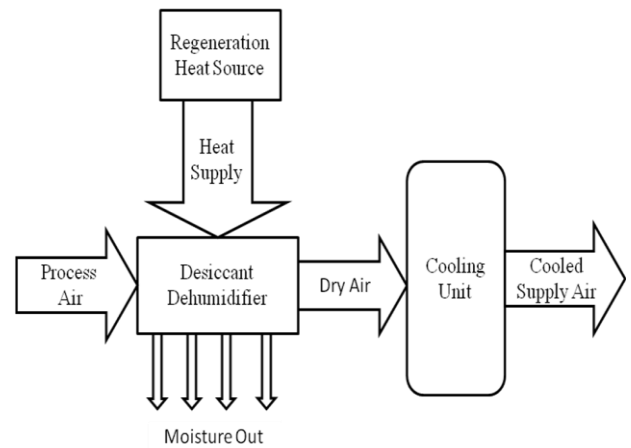 Regeneration
Heat Source
Heat
Supply
Process
Air
Desiccant
Dehumidifier
Dry Air
Cooling
Unit
Cooled
Supply Air
Moisture Out